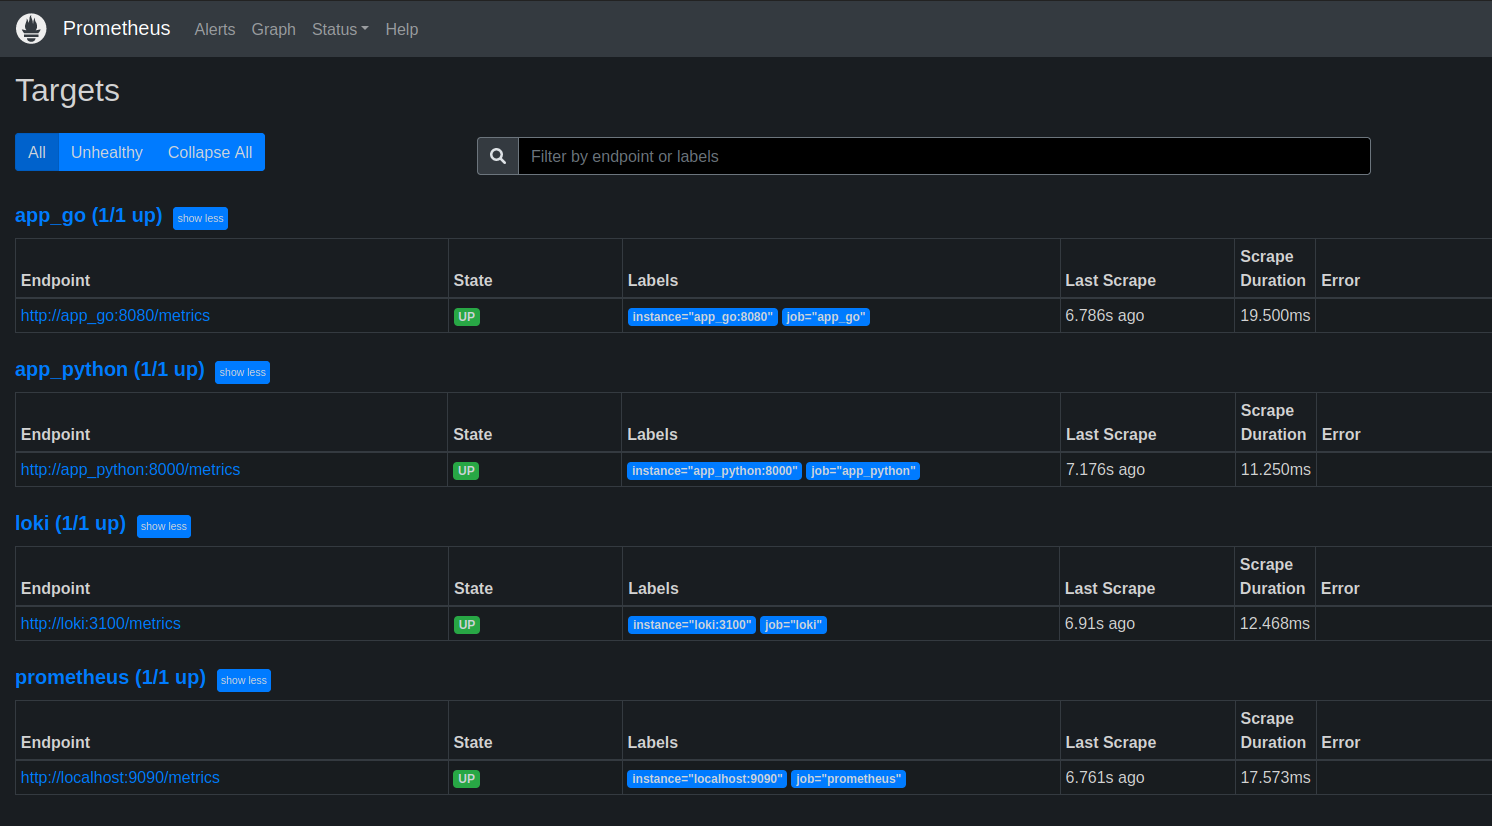 Prometheus Alerts Graph Status Help
Targets
All Unhealthy Collapse All
Filter by endpoint or labels
app_go (1/1 up) show less
Endpoint State Labels Last Scrape Scrape Duration Error
http://app_go:8080/metrics UP instance="app_go:8080" job="app_go" 6.786s ago 19.500ms
app_python (1/1 up) show less
Endpoint State Labels Last Scrape Scrape Duration Error
http://app_python:8000/metrics UP instance="app_python:8000" job="app_python" 7.176s ago 11.250ms
loki (1/1 up) show less
Endpoint State Labels Last Scrape Scrape Duration Error
http://loki:3100/metrics UP instance="loki:3100" job="loki" 6.91s ago 12.468ms
prometheus (1/1 up) show less
Endpoint State Labels Last Scrape Scrape Duration Error
http://localhost:9090/metrics UP instance="localhost:9090" job="prometheus" 6.761s ago 17.573ms